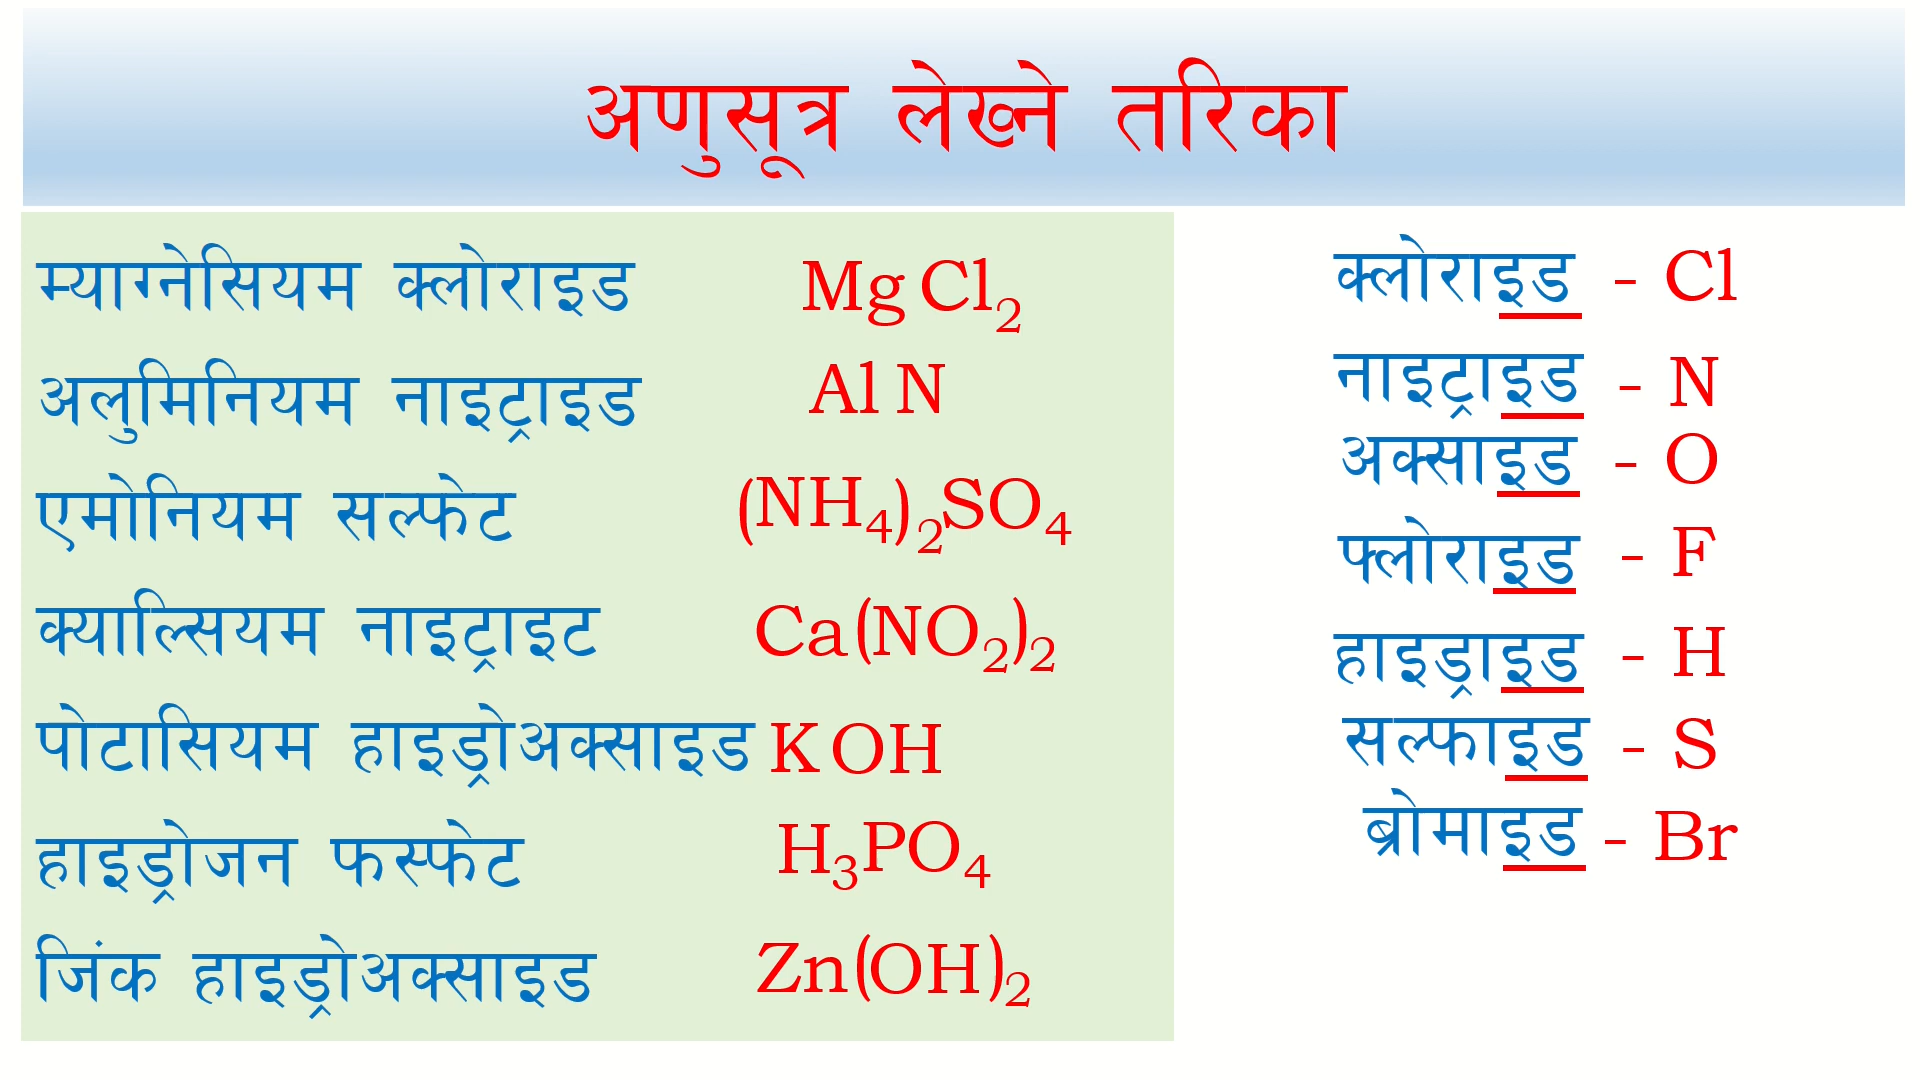 अणुसूत्र लेख्ने तरिका
म्याग्नेसियम क्लोराइड MgCl₂
अलुमिनियम नाइट्राइड AlN
एमोनियम सल्फेट (NH₄)₂SO₄
क्याल्सियम नाइट्राइट Ca(NO₂)₂
पोटासियम हाइड्रोअक्साइड KOH
हाइड्रोजन फस्फेट H₃PO₄
जिंक हाइड्रोअक्साइड Zn(OH)₂
क्लोराइड - Cl
नाइट्राइड - N
अक्साइड - O
फ्लोराइड - F
हाइड्राइड - H
सल्फाइड - S
ब्रोमाइड - Br